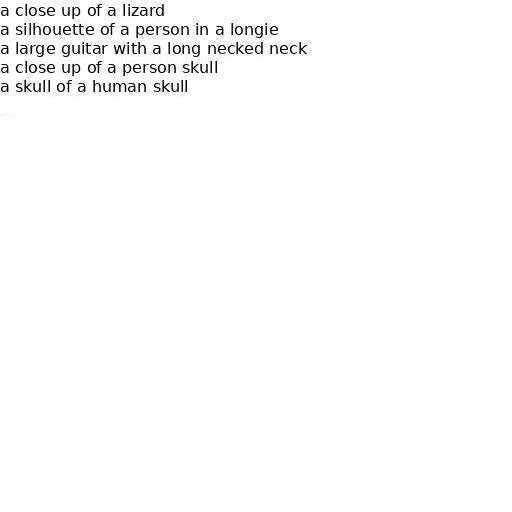 a close up of a lizard
a silhouette of a person in a longie
a large guitar with a long necked neck
a close up of a person skull
a skull of a human skull